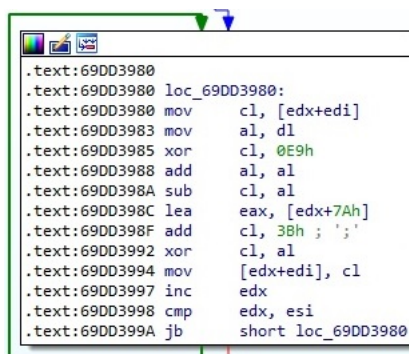 .text:69DD3980
.text:69DD3980 loc_69DD3980:
.text:69DD3980 mov cl, [edx+edi]
.text:69DD3983 mov al, dl
.text:69DD3985 xor cl, 0E9h
.text:69DD3988 add al, al
.text:69DD398A sub cl, al
.text:69DD398C lea eax, [edx+7Ah]
.text:69DD398F add cl, 3Bh ; ';'
.text:69DD3992 xor cl, al
.text:69DD3994 mov [edx+edi], cl
.text:69DD3997 inc edx
.text:69DD3998 cmp edx, esi
.text:69DD399A jb short loc_69DD3980